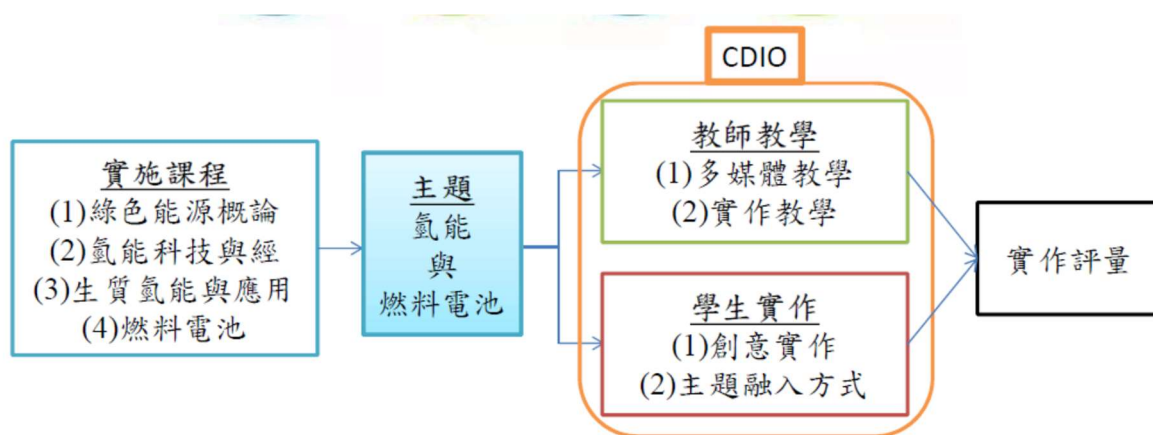 CDIO
實施課程
(1)綠色能源概論
(2)氫能科技與經
(3)生質氫能與應用
(4)燃料電池
主題
氫能
與
燃料電池
教師教學
(1)多媒體教學
(2)實作教學
學生實作
(1)創意實作
(2)主題融入方式
實作評量